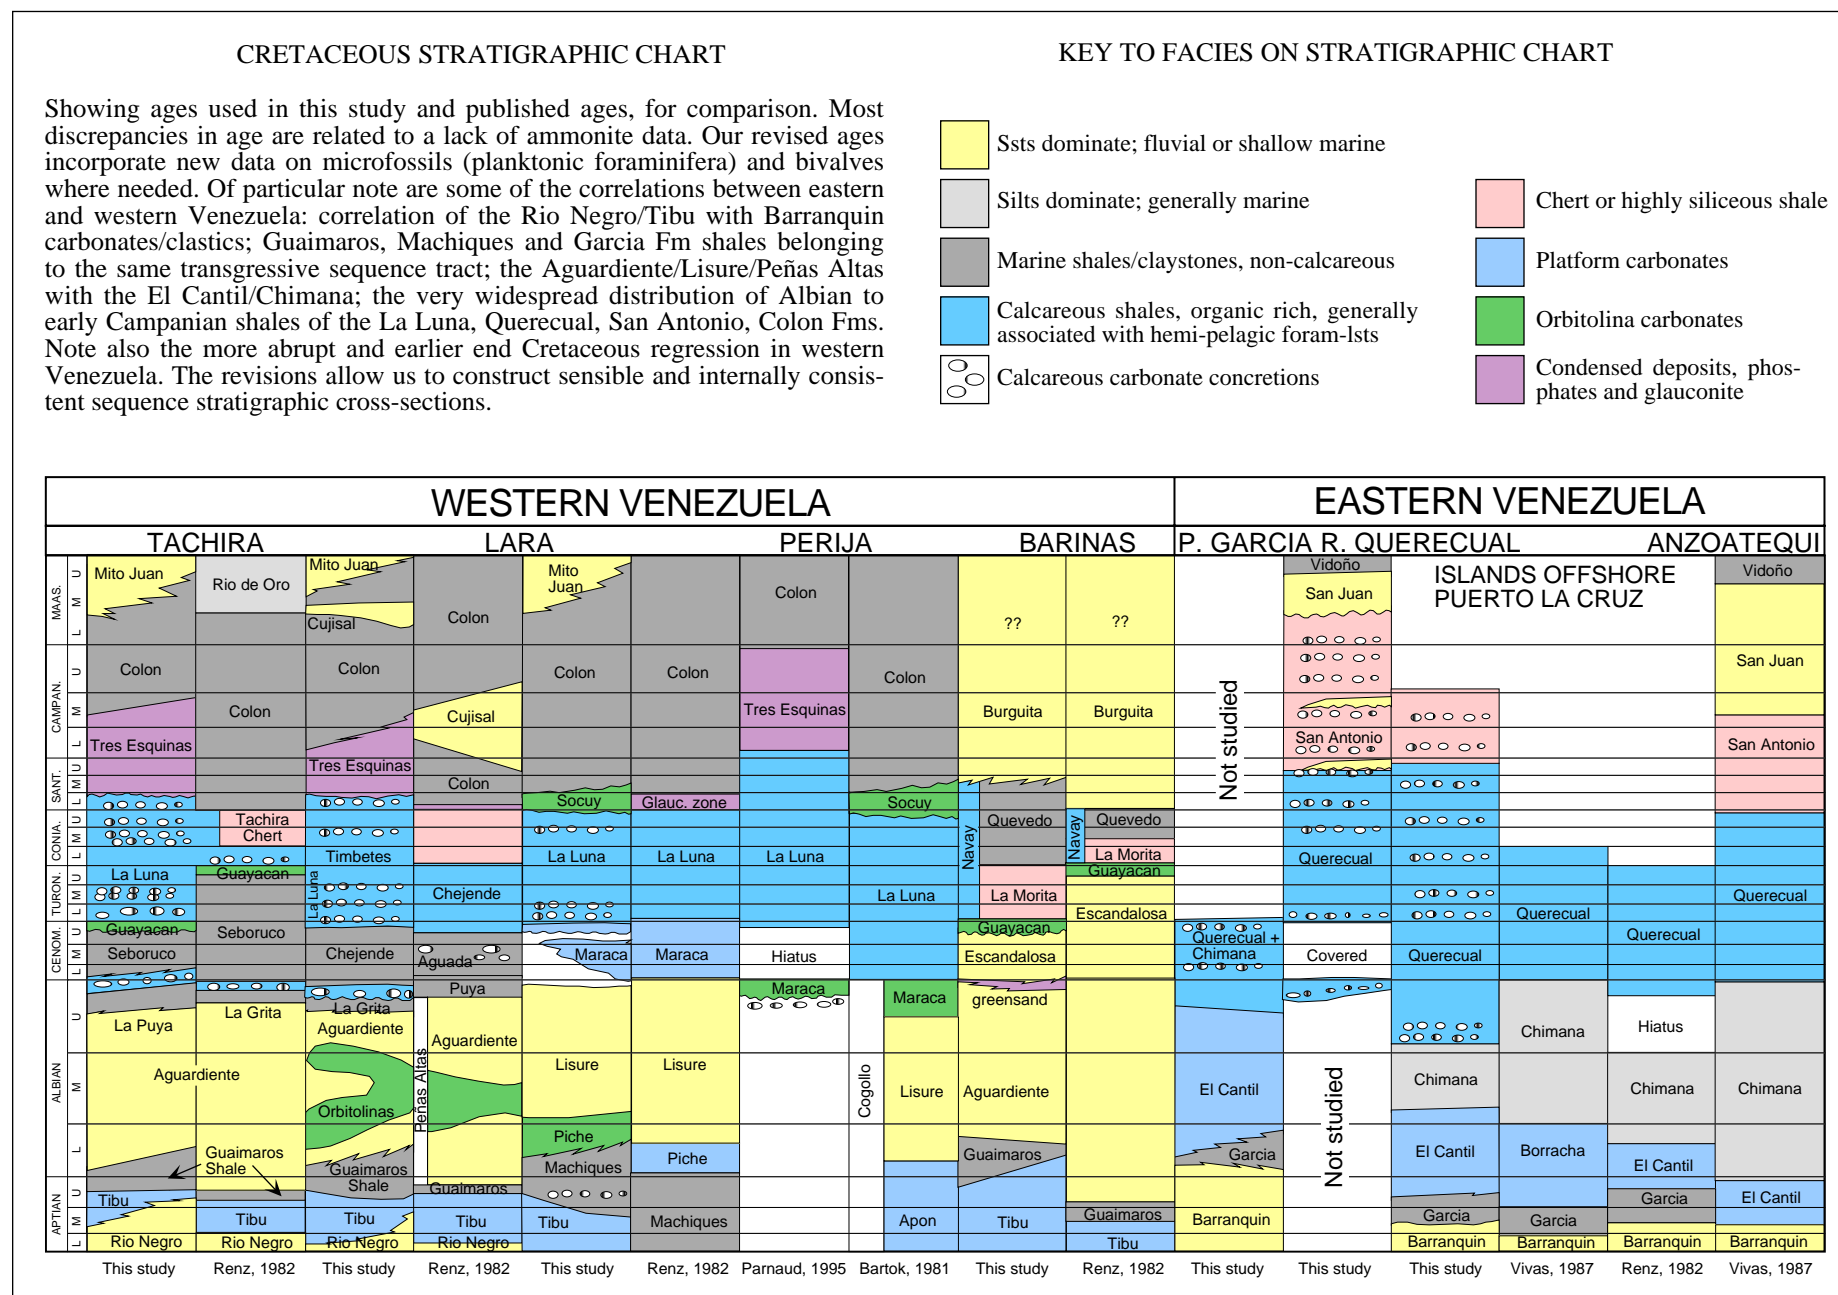 CRETACEOUS STRATIGRAPHIC CHART
Showing ages used in this study and published ages, for comparison. Most
discrepancies in age are related to a lack of ammonite data. Our revised ages
incorporate new data on microfossils (planktonic foraminifera) and bivalves
where needed. Of particular note are some of the correlations between eastern
and western Venezuela: correlation of the Rio Negro/Tibu with Barranquin
carbonates/clastics; Guaimaros, Machiques and Garcia Fm shales belonging
to the same transgressive sequence tract; the Aguardiente/Lisure/Peñas Altas
with the El Cantil/Chimana; the very widespread distribution of Albian to
early Campanian shales of the La Luna, Querecual, San Antonio, Colon Fms.
Note also the more abrupt and earlier end Cretaceous regression in western
Venezuela. The revisions allow us to construct sensible and internally consis-
tent sequence stratigraphic cross-sections.
KEY TO FACIES ON STRATIGRAPHIC CHART
Ssts dominate; fluvial or shallow marine
Silts dominate; generally marine
Marine shales/claystones, non-calcareous
Calcareous shales, organic rich, generally
associated with hemi-pelagic foram-lsts
Calcareous carbonate concretions
Chert or highly siliceous shale
Platform carbonates
Orbitolina carbonates
Condensed deposits, phos-
phates and glauconite
WESTERN VENEZUELA
EASTERN VENEZUELA
TACHIRA
LARA
PERIJA
BARINAS
P. GARCIA
R. QUERECUAL
ANZOATEQUI
MAAS.
U
M
L
CAMPAN.
U
M
L
SANT.
U
M
L
CONIA.
U
M
L
TURON.
U
M
L
CENOM.
U
M
L
ALBIAN
U
M
L
APTIAN
U
M
L
Mito Juan
Colon
Tres Esquinas
La Luna
Guayacan
Seboruco
La Puya
Aguardiente
Tibu
Rio Negro
This study
Rio de Oro
Colon
Tachira
Chert
Guayacan
Seboruco
La Grita
Guaimaros
Shale
Tibu
Rio Negro
Renz, 1982
Mito Juan
Cujisal
Colon
Tres Esquinas
Timbetes
La Luna
Chejende
La Grita
Aguardiente
Orbitolinas
Guaimaros
Shale
Tibu
Rio Negro
This study
Colon
Cujisal
Colon
Chejende
Aguada
Puya
Peñas Altas
Aguardiente
Guaimaros
Tibu
Rio Negro
Renz, 1982
Mito
Juan
Colon
Socuy
La Luna
Maraca
Lisure
Piche
Machiques
Tibu
This study
Colon
Glauc. zone
La Luna
Maraca
Lisure
Piche
Machiques
Renz, 1982
Colon
Tres Esquinas
La Luna
Hiatus
Maraca
Parnaud, 1995
Colon
Socuy
La Luna
Maraca
Cogollo
Lisure
Apon
Bartok, 1981
??
Burguita
Navay
Quevedo
La Morita
Guayacan
Escandalosa
greensand
Aguardiente
Guaimaros
Tibu
This study
??
Burguita
Navay
Quevedo
La Morita
Guayacan
Escandalosa
Guaimaros
Tibu
Renz, 1982
Not studied
Querecual +
Chimana
El Cantil
Garcia
Barranquin
This study
Vidoño
San Juan
San Antonio
Querecual
Covered
Not studied
This study
ISLANDS OFFSHORE
PUERTO LA CRUZ
Querecual
Chimana
El Cantil
Garcia
Barranquin
This study
Querecual
Chimana
Borracha
Garcia
Barranquin
Vivas, 1987
Querecual
Hiatus
Chimana
El Cantil
Garcia
Barranquin
Renz, 1982
Vidoño
San Juan
San Antonio
Querecual
Chimana
El Cantil
Barranquin
Vivas, 1987